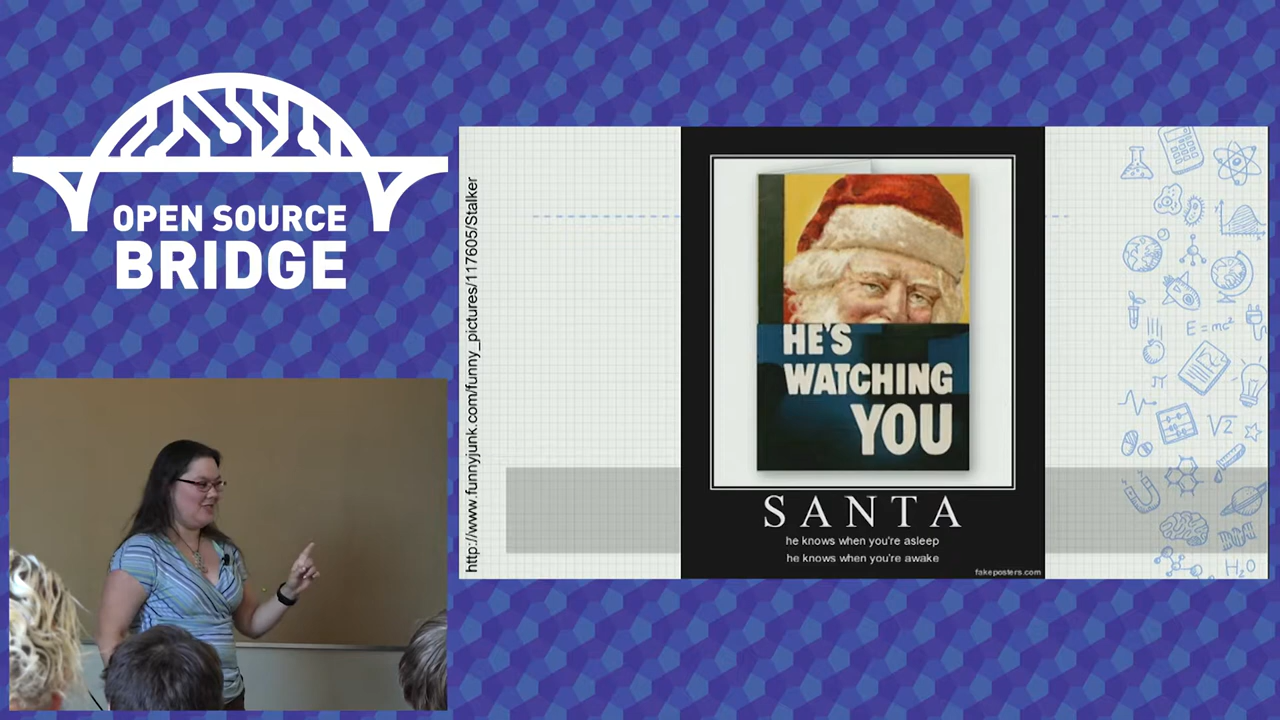 OPEN SOURCE
BRIDGE
http://www.funnyjunk.com/funny_pictures/117605/Stalker
HE'S
WATCHING
YOU
SANTA
he knows when you're asleep
he knows when you're awake
fakeposters.com
E=mc²
π
√2
H₂O